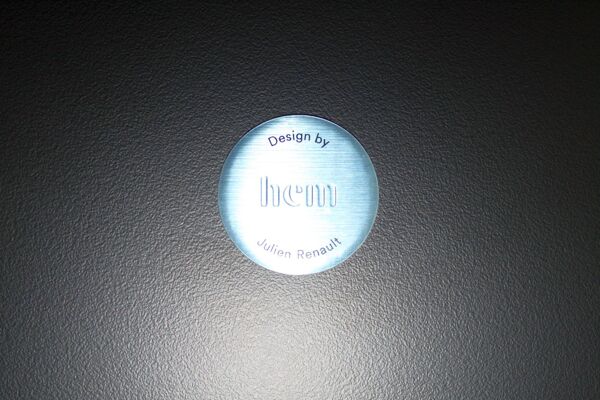 Design by
hem
Julien Renault